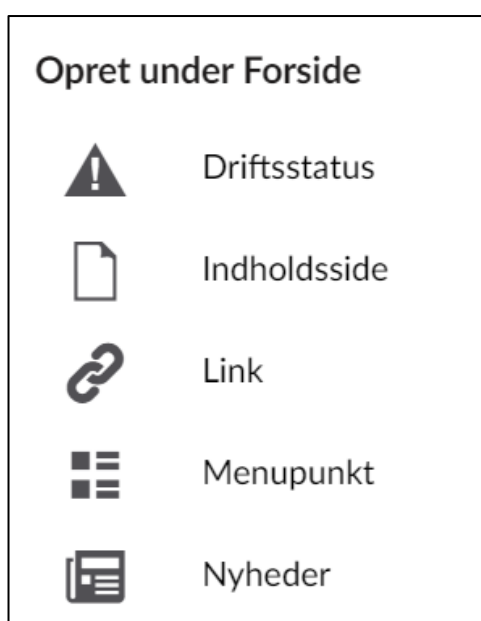 Opret under Forside
Driftsstatus
Indholdsside
Link
Menupunkt
Nyheder